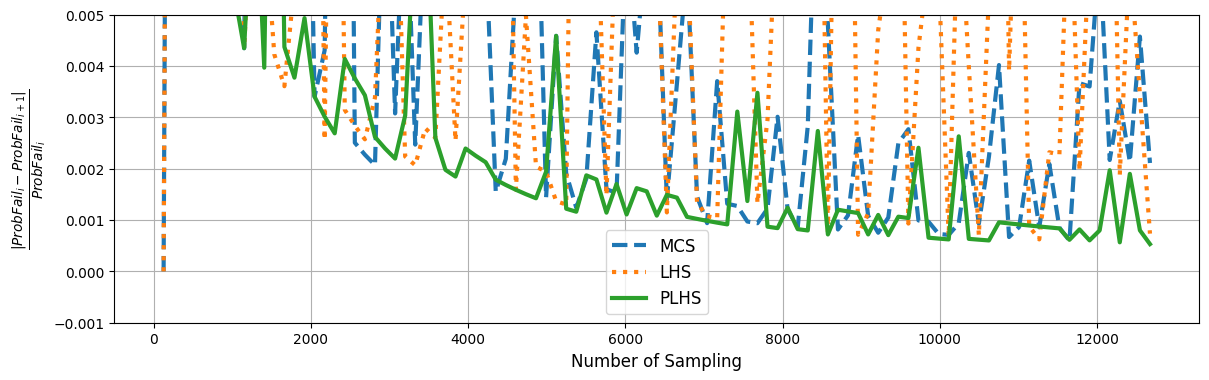 |ProbFail_i − ProbFail_{i+1}|
ProbFail_i
0.005
0.004
0.003
0.002
0.001
0.000
−0.001
MCS
LHS
PLHS
0 2000 4000 6000 8000 10000 12000
Number of Sampling